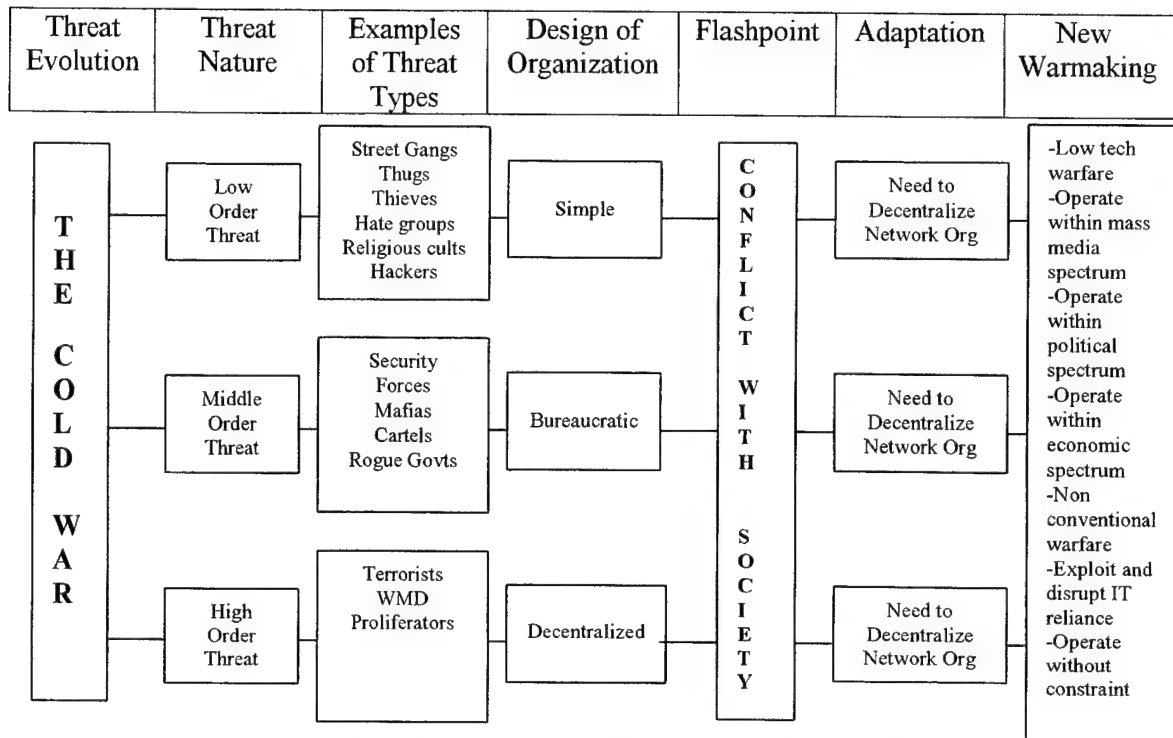 Threat
Evolution
Threat
Nature
Examples
of Threat
Types
Design of
Organization
Flashpoint
Adaptation
New
Warmaking
THE COLD WAR
Low
Order
Threat
Street Gangs
Thugs
Thieves
Hate groups
Religious cults
Hackers
Simple
CONFLICT WITH SOCIETY
Need to
Decentralize
Network Org
-Low tech
warfare
-Operate
within mass
media
spectrum
-Operate
within
political
spectrum
-Operate
within
economic
spectrum
-Non
conventional
warfare
-Exploit and
disrupt IT
reliance
-Operate
without
constraint
Middle
Order
Threat
Security
Forces
Mafias
Cartels
Rogue Govts
Bureaucratic
Need to
Decentralize
Network Org
High
Order
Threat
Terrorists
WMD
Proliferators
Decentralized
Need to
Decentralize
Network Org